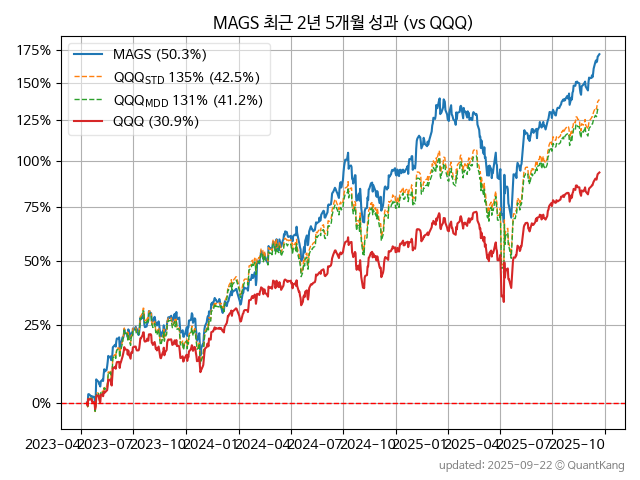 MAGS 최근 2년 5개월 성과 (vs QQQ)
MAGS (50.3%)
QQQSTD 135% (42.5%)
QQQMDD 131% (41.2%)
QQQ (30.9%)
175%
150%
125%
100%
75%
50%
25%
0%
2023-04 2023-07 2023-10 2024-01 2024-04 2024-07 2024-10 2025-01 2025-04 2025-07 2025-10
updated: 2025-09-22 © QuantKang